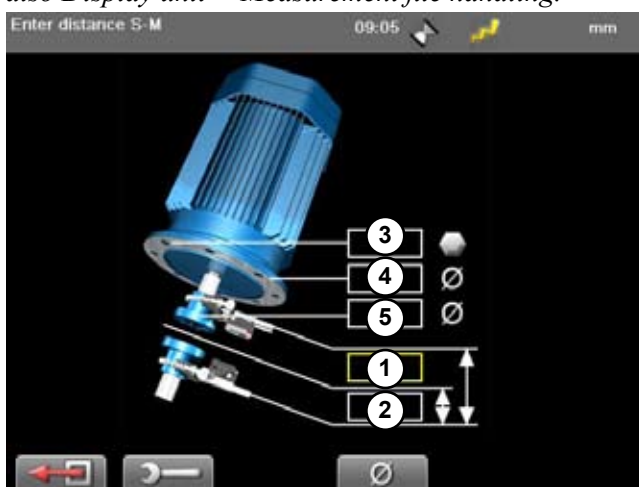 also Display unit – Measurement file handling.
Enter distance S-M 09:05 mm
3
4 Ø
5 Ø
1
2
Ø